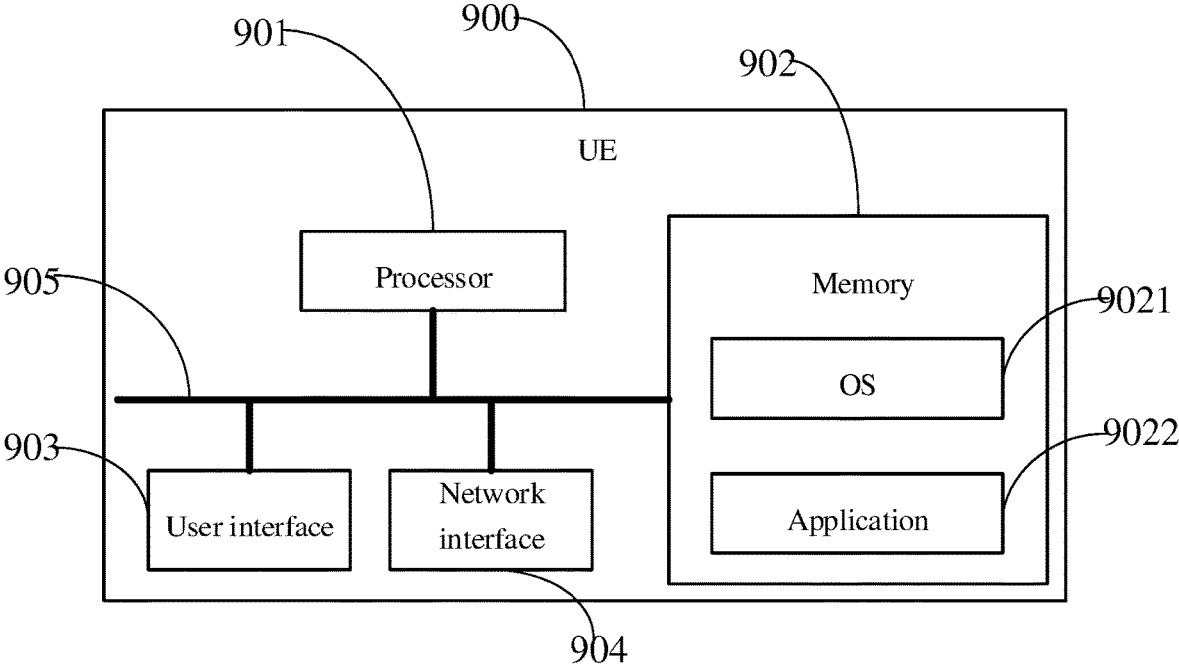 900
901
902
UE
Processor
905
Memory
9021
OS
903
9022
User interface
Network
interface
Application
904